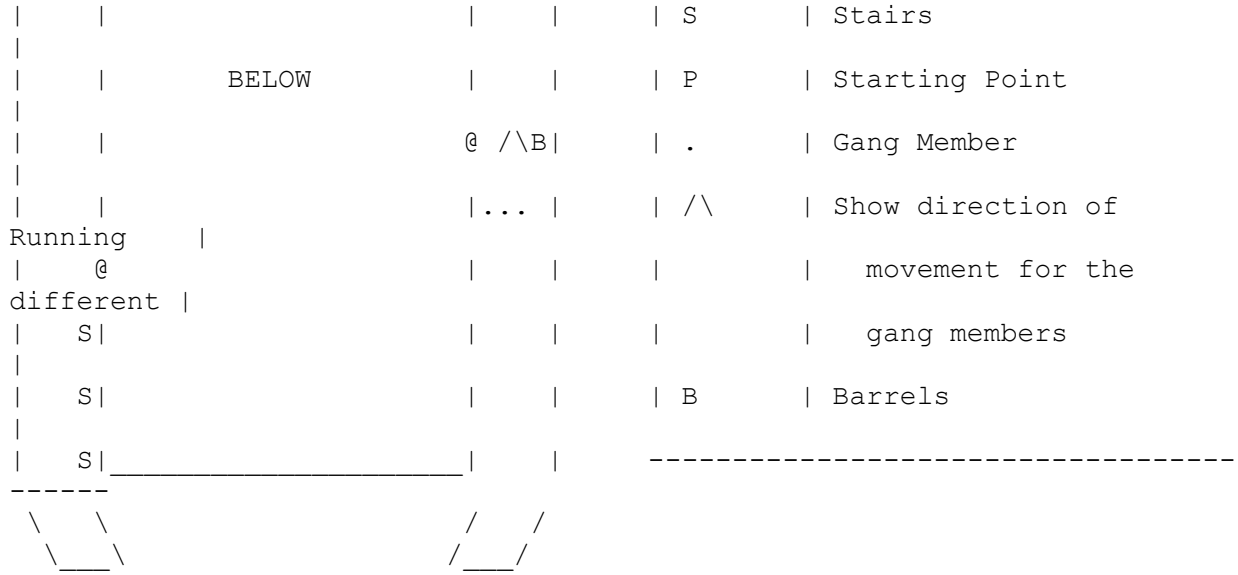 |    |                     |    |     | S      | Stairs
|
|    |       BELOW         |    |     | P      | Starting Point
|
|    |                     @ /\B|     | .      | Gang Member
|
|    |                     |... |     | /\     | Show direction of
Running    |
|    @                     |    |     |        |   movement for the
different |
|   S|                     |    |     |        |   gang members
|
|   S|                     |    |     | B      | Barrels
|
|   S|_____________________|    |     -----------------------------------
------
 \   \                     /   /
  \___\                   /___/